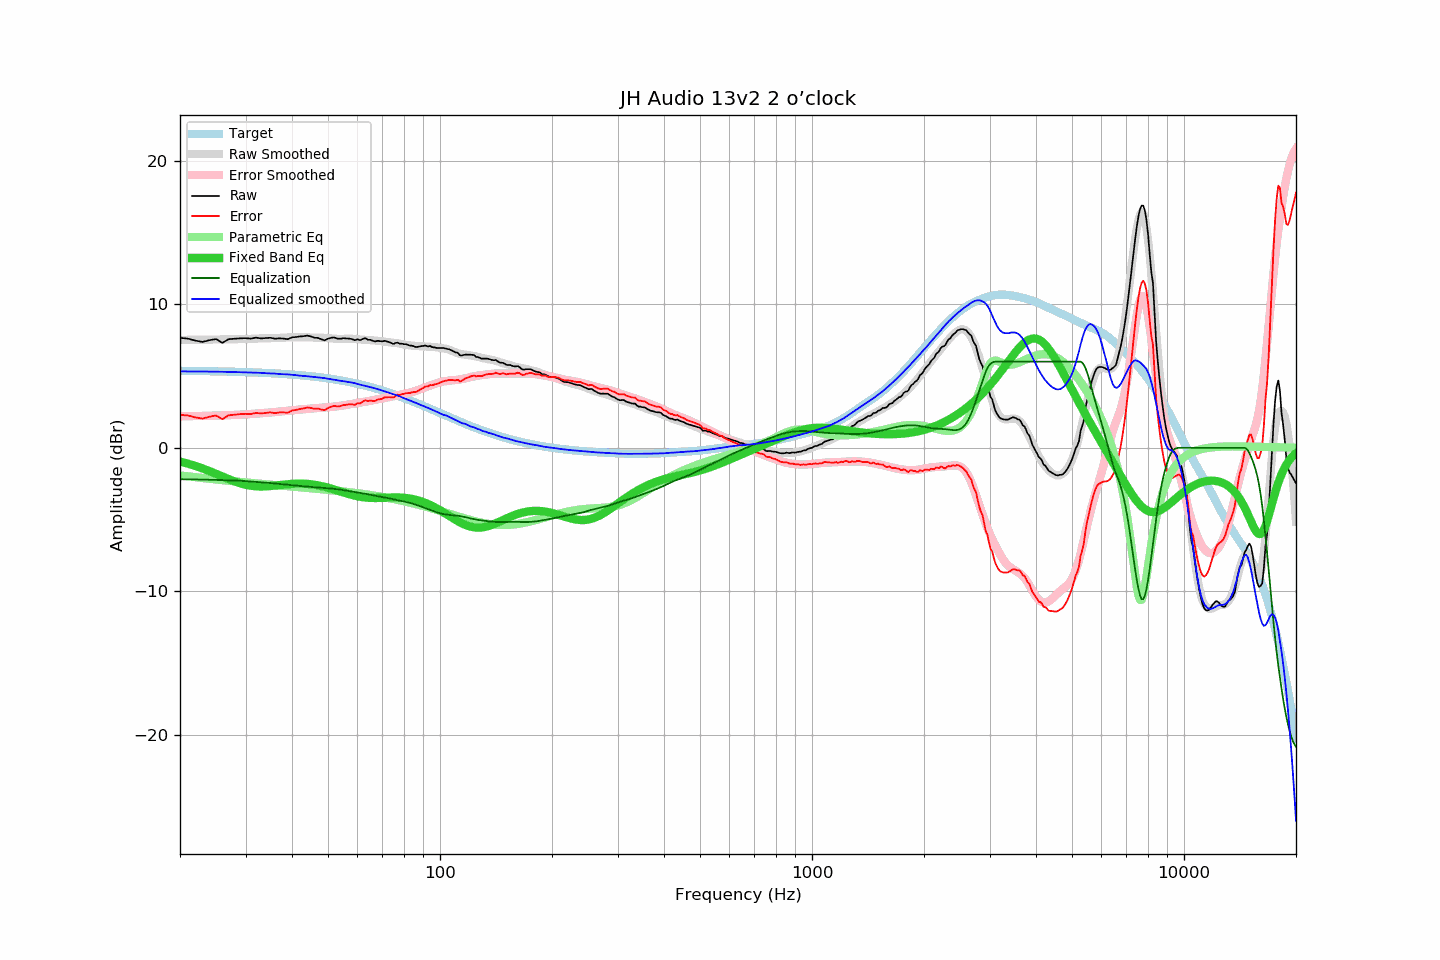 JH Audio 13v2 2 o’clock
Target
Raw Smoothed
Error Smoothed
Raw
Error
Parametric Eq
Fixed Band Eq
Equalization
Equalized smoothed
20
10
0
−10
−20
Amplitude (dBr)
100
1000
10000
Frequency (Hz)